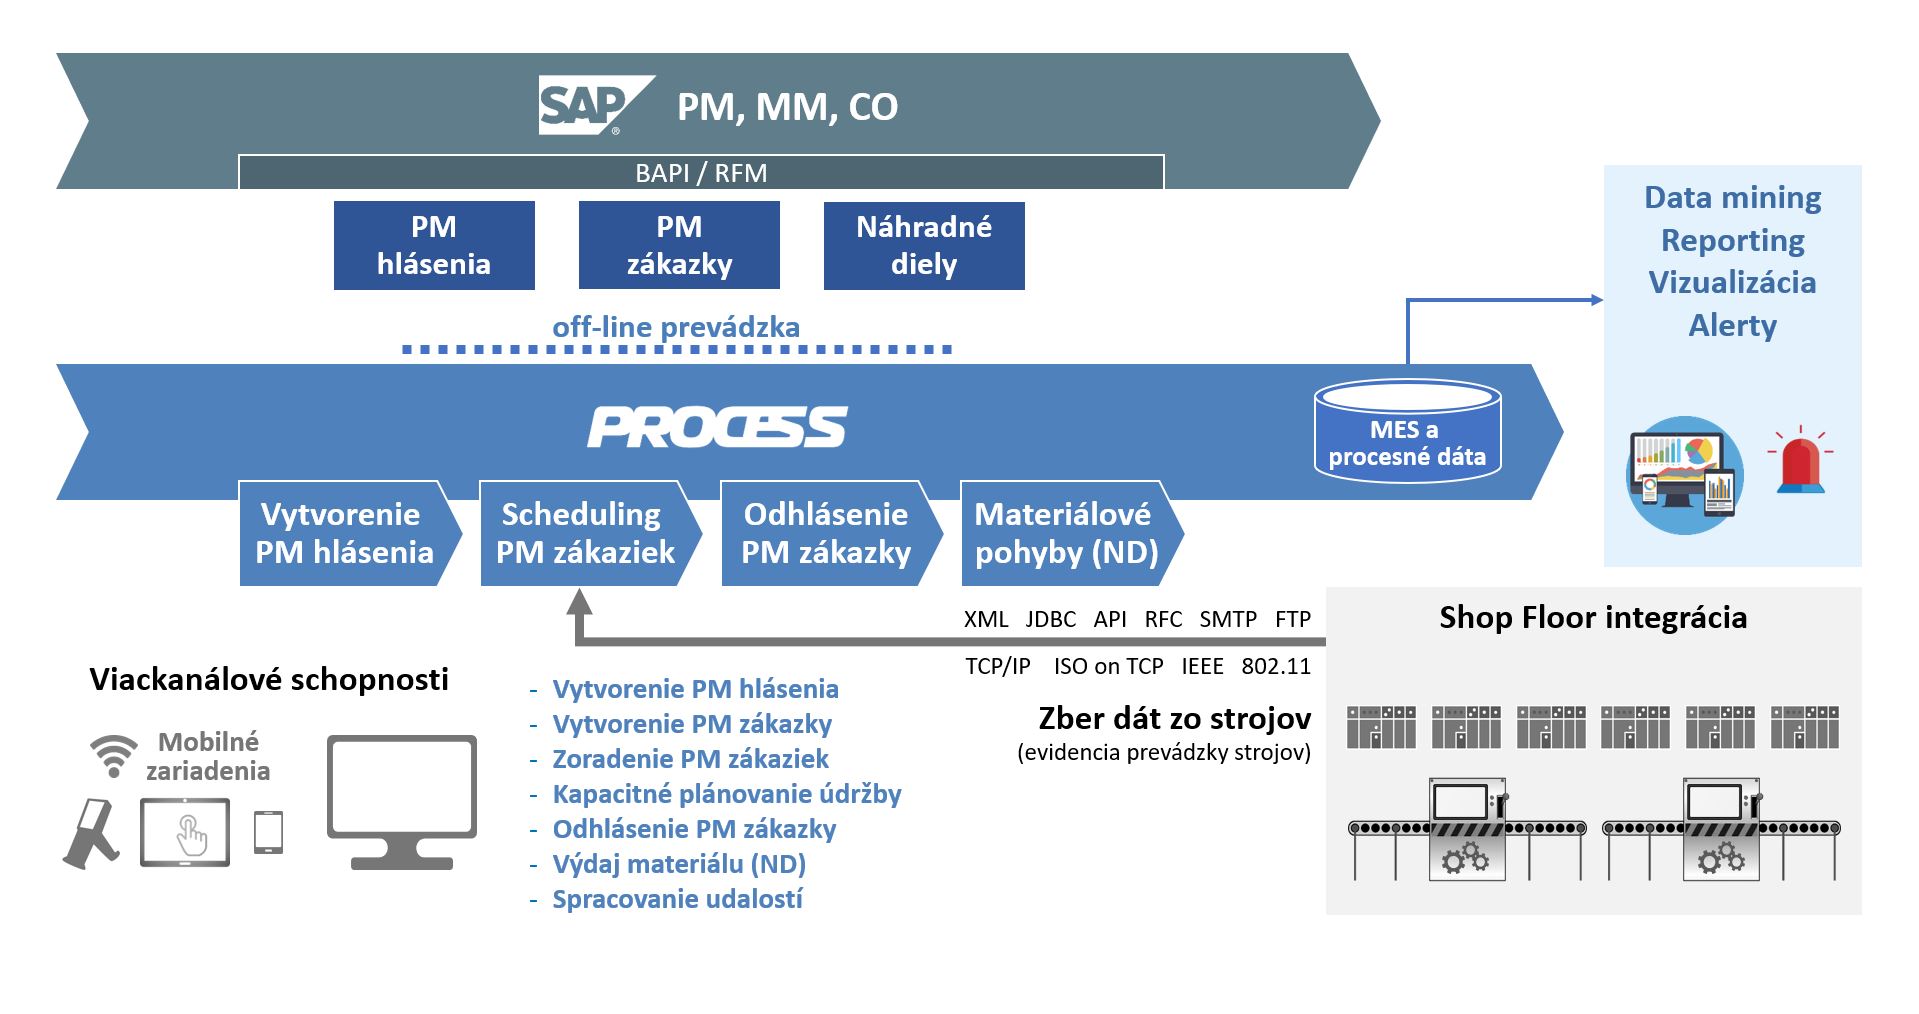 SAP ® PM, MM, CO
BAPI / RFM
PM
hlásenia
PM
zákazky
Náhradné
diely
off-line prevádzka
Data mining
Reporting
Vizualizácia
Alerty
PROCESS
MES a
procesné dáta
Vytvorenie
PM hlásenia
Scheduling
PM zákaziek
Odhlásenie
PM zákazky
Materiálové
pohyby (ND)
XML JDBC API RFC SMTP FTP
TCP/IP ISO on TCP IEEE 802.11
Zber dát zo strojov
(evidencia prevádzky strojov)
Shop Floor integrácia
Viackanálové schopnosti
Mobilné
zariadenia
- Vytvorenie PM hlásenia
- Vytvorenie PM zákazky
- Zoradenie PM zákaziek
- Kapacitné plánovanie údržby
- Odhlásenie PM zákazky
- Výdaj materiálu (ND)
- Spracovanie udalostí